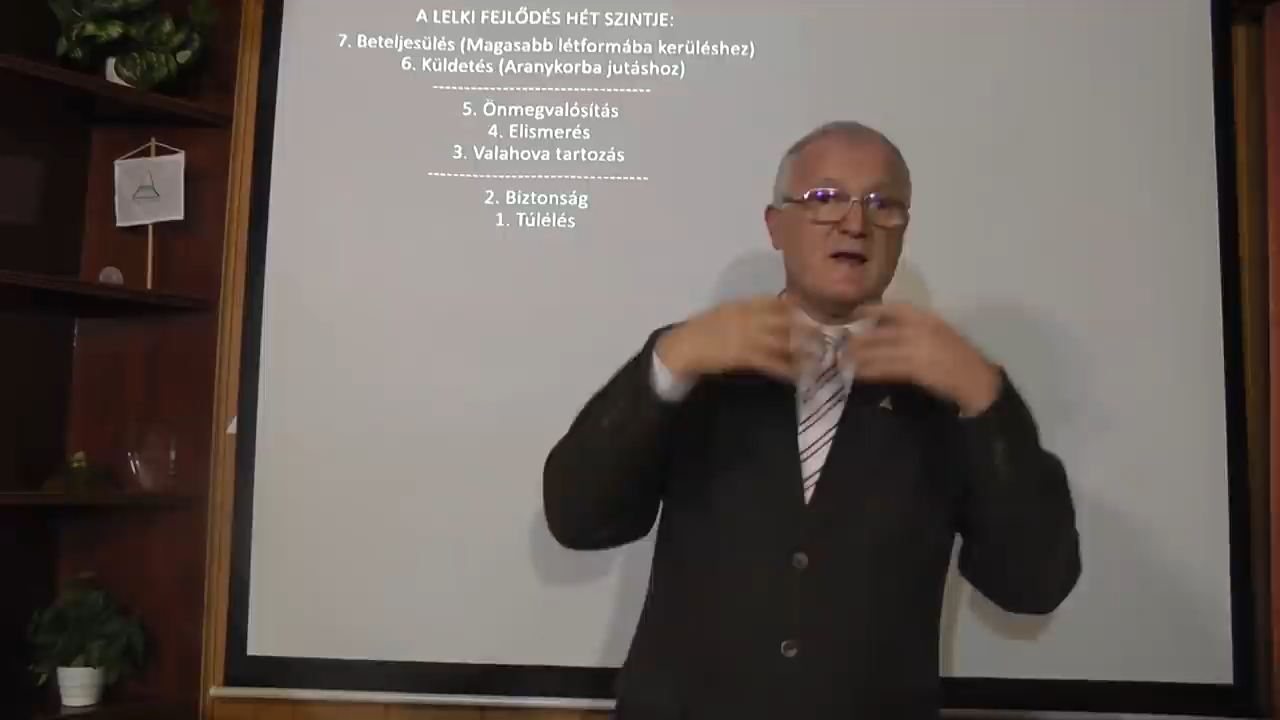 A LELKI FEJLŐDÉS HÉT SZINTJE:
7. Beteljesülés (Magasabb létformába kerüléshez)
6. Küldetés (Aranykorba jutáshoz)
----------------------------------
5. Önmegvalósítás
4. Elismerés
3. Valahova tartozás
----------------------------------
2. Biztonság
1. Túlélés